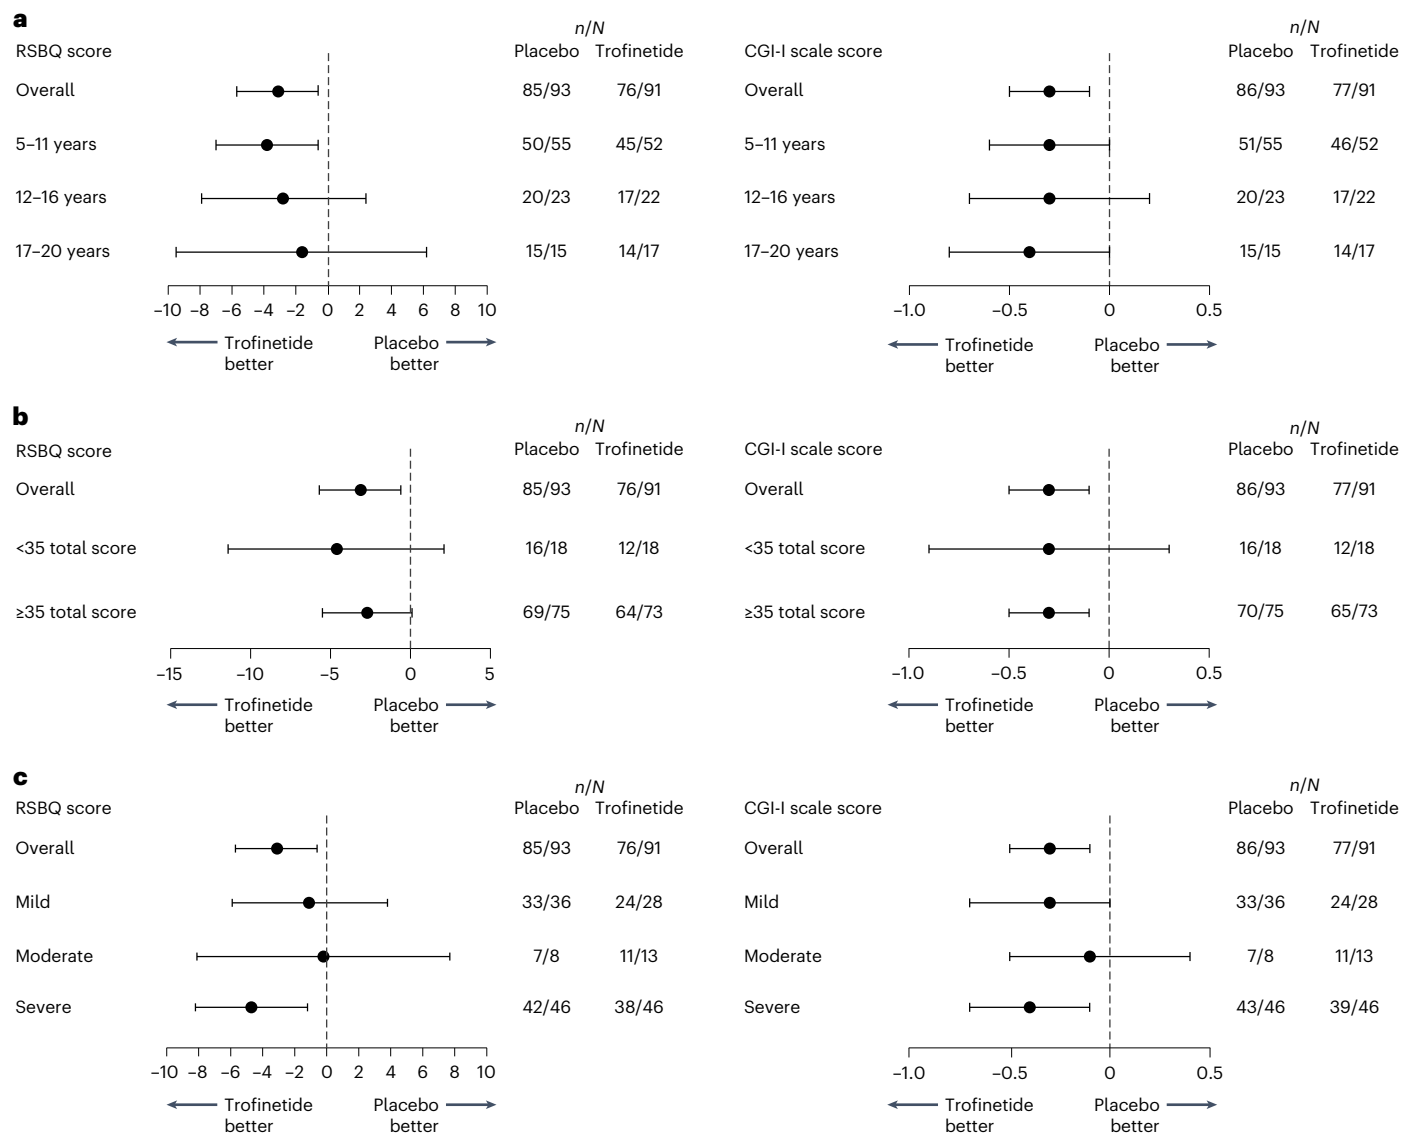 a
n/N
RSBQ score Placebo Trofinetide
Overall 85/93 76/91
5–11 years 50/55 45/52
12–16 years 20/23 17/22
17–20 years 15/15 14/17
–10 –8 –6 –4 –2 0 2 4 6 8 10
Trofinetide better Placebo better
n/N
CGI-I scale score Placebo Trofinetide
Overall 86/93 77/91
5–11 years 51/55 46/52
12–16 years 20/23 17/22
17–20 years 15/15 14/17
–1.0 –0.5 0 0.5
Trofinetide better Placebo better
b
n/N
RSBQ score Placebo Trofinetide
Overall 85/93 76/91
<35 total score 16/18 12/18
≥35 total score 69/75 64/73
–15 –10 –5 0 5
Trofinetide better Placebo better
n/N
CGI-I scale score Placebo Trofinetide
Overall 86/93 77/91
<35 total score 16/18 12/18
≥35 total score 70/75 65/73
–1.0 –0.5 0 0.5
Trofinetide better Placebo better
c
n/N
RSBQ score Placebo Trofinetide
Overall 85/93 76/91
Mild 33/36 24/28
Moderate 7/8 11/13
Severe 42/46 38/46
–10 –8 –6 –4 –2 0 2 4 6 8 10
Trofinetide better Placebo better
n/N
CGI-I scale score Placebo Trofinetide
Overall 86/93 77/91
Mild 33/36 24/28
Moderate 7/8 11/13
Severe 43/46 39/46
–1.0 –0.5 0 0.5
Trofinetide better Placebo better